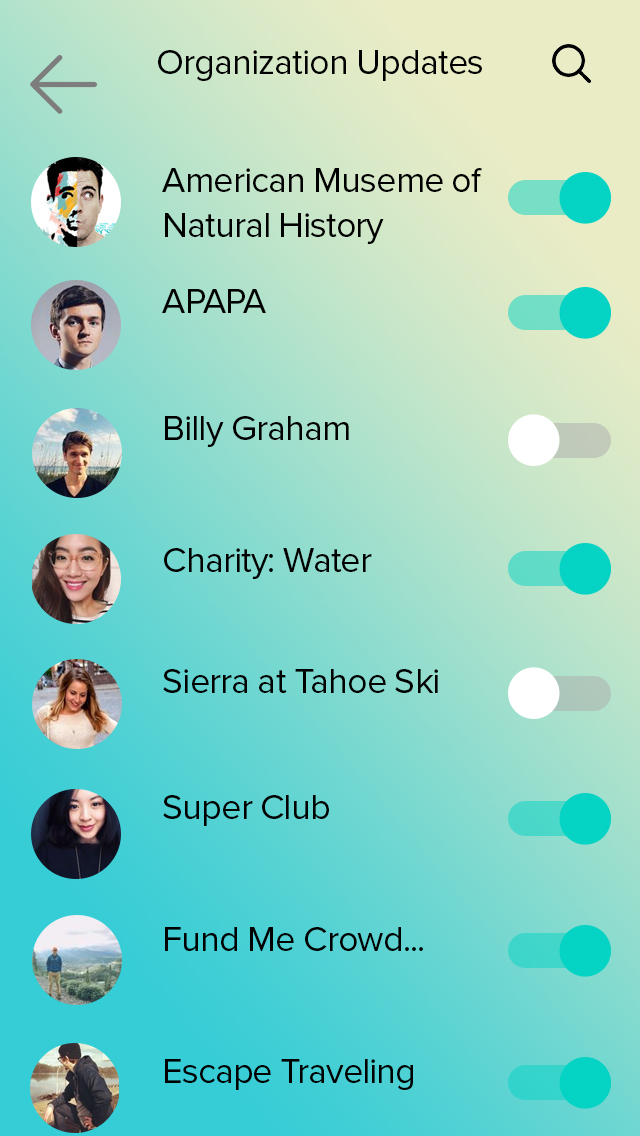 Organization Updates
American Museme of
Natural History
APAPA
Billy Graham
Charity: Water
Sierra at Tahoe Ski
Super Club
Fund Me Crowd...
Escape Traveling